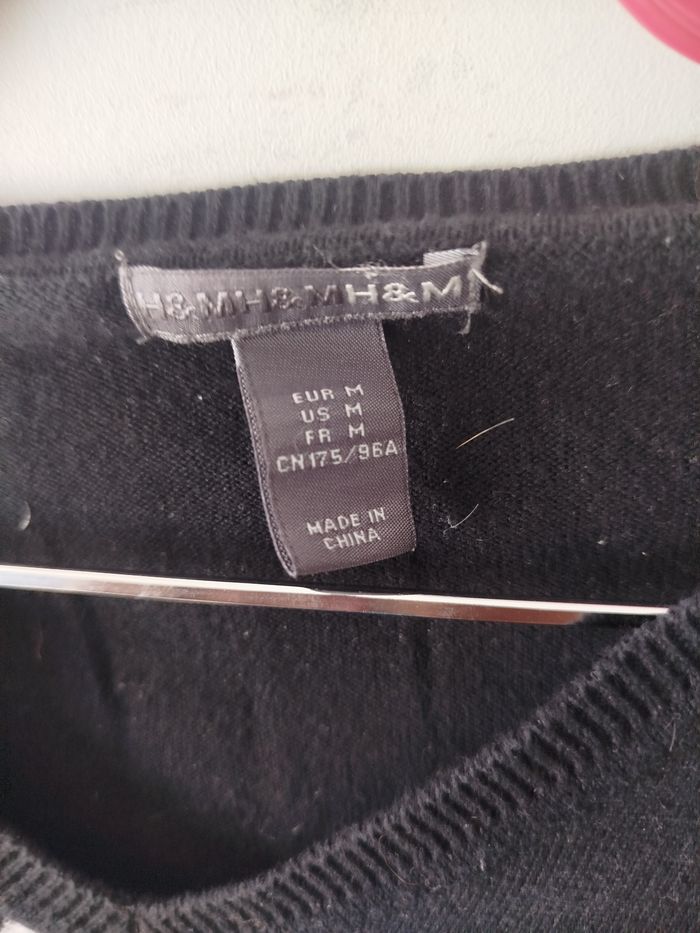 H&MH&MH&M
EUR M
US M
FR M
CN175/96A
MADE IN
CHINA